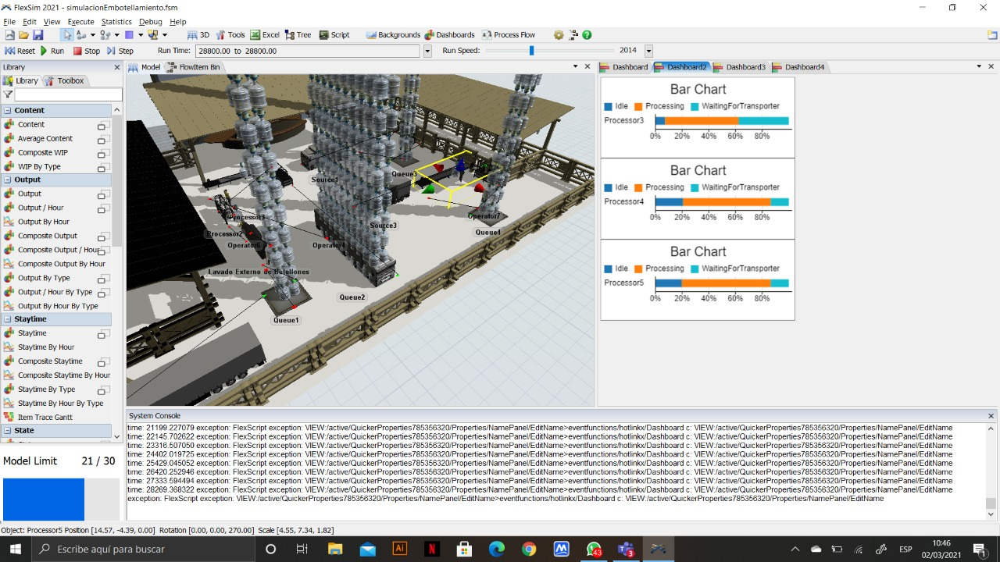 FlexSim 2021 - simulacionEmbotellamiento.fsm
File Edit View Execute Statistics Debug Help
3D Tools Excel Tree Script Backgrounds Dashboards Process Flow
Reset Run Stop Step Run Time: 28800.00 to 28800.00 Run Speed: 2014
Library
Library Toolbox
Content
Content
Average Content
Composite WIP
WIP By Type
Output
Output
Output / Hour
Output By Hour
Composite Output
Composite Output / Hour
Composite Output By Hour
Output By Type
Output / Hour By Type
Output By Hour By Type
Staytime
Staytime
Staytime By Hour
Composite Staytime
Composite Staytime By Hour
Staytime By Type
Staytime By Hour By Type
Item Trace Gantt
State
Model Limit 21 / 30
Model FlowItem Bin
Queue3
Source1
Processor3
Operator7
Source3
Queue4
Processor2
Operator4
Lavado Externo de Botellones
Queue2
Queue1
Dashboard Dashboard2 Dashboard3 Dashboard4
Bar Chart
Idle Processing WaitingForTransporter
Processor3
0% 20% 40% 60% 80%
Bar Chart
Idle Processing WaitingForTransporter
Processor4
0% 20% 40% 60% 80%
Bar Chart
Idle Processing WaitingForTransporter
Processor5
0% 20% 40% 60% 80%
System Console
time: 21199.227079 exception: FlexScript exception: VIEW:/active/QuickerProperties785356320/Properties/NamePanel/EditName>eventfunctions/hotlinkx/Dashboard c: VIEW:/active/QuickerProperties785356320/Properties/NamePanel/EditName
time: 22145.702622 exception: FlexScript exception: VIEW:/active/QuickerProperties785356320/Properties/NamePanel/EditName>eventfunctions/hotlinkx/Dashboard c: VIEW:/active/QuickerProperties785356320/Properties/NamePanel/EditName
time: 23316.507050 exception: FlexScript exception: VIEW:/active/QuickerProperties785356320/Properties/NamePanel/EditName>eventfunctions/hotlinkx/Dashboard c: VIEW:/active/QuickerProperties785356320/Properties/NamePanel/EditName
time: 24402.019725 exception: FlexScript exception: VIEW:/active/QuickerProperties785356320/Properties/NamePanel/EditName>eventfunctions/hotlinkx/Dashboard c: VIEW:/active/QuickerProperties785356320/Properties/NamePanel/EditName
time: 25429.045052 exception: FlexScript exception: VIEW:/active/QuickerProperties785356320/Properties/NamePanel/EditName>eventfunctions/hotlinkx/Dashboard c: VIEW:/active/QuickerProperties785356320/Properties/NamePanel/EditName
time: 26420.252946 exception: FlexScript exception: VIEW:/active/QuickerProperties785356320/Properties/NamePanel/EditName>eventfunctions/hotlinkx/Dashboard c: VIEW:/active/QuickerProperties785356320/Properties/NamePanel/EditName
time: 27333.594494 exception: FlexScript exception: VIEW:/active/QuickerProperties785356320/Properties/NamePanel/EditName>eventfunctions/hotlinkx/Dashboard c: VIEW:/active/QuickerProperties785356320/Properties/NamePanel/EditName
time: 28269.368322 exception: FlexScript exception: VIEW:/active/QuickerProperties785356320/Properties/NamePanel/EditName>eventfunctions/hotlinkx/Dashboard c: VIEW:/active/QuickerProperties785356320/Properties/NamePanel/EditName
exception: FlexScript exception: VIEW:/active/QuickerProperties785356320/Properties/NamePanel/EditName>eventfunctions/hotlinkx/Dashboard c: VIEW:/active/QuickerProperties785356320/Properties/NamePanel/EditName
Object: Processor5 Position [14.57, -4.39, 0.00] Rotation [0.00, 0.00, 270.00] Scale [4.55, 7.34, 1.82]
Escribe aquí para buscar
Ai N 43 3
ESP
10:46
02/03/2021
1